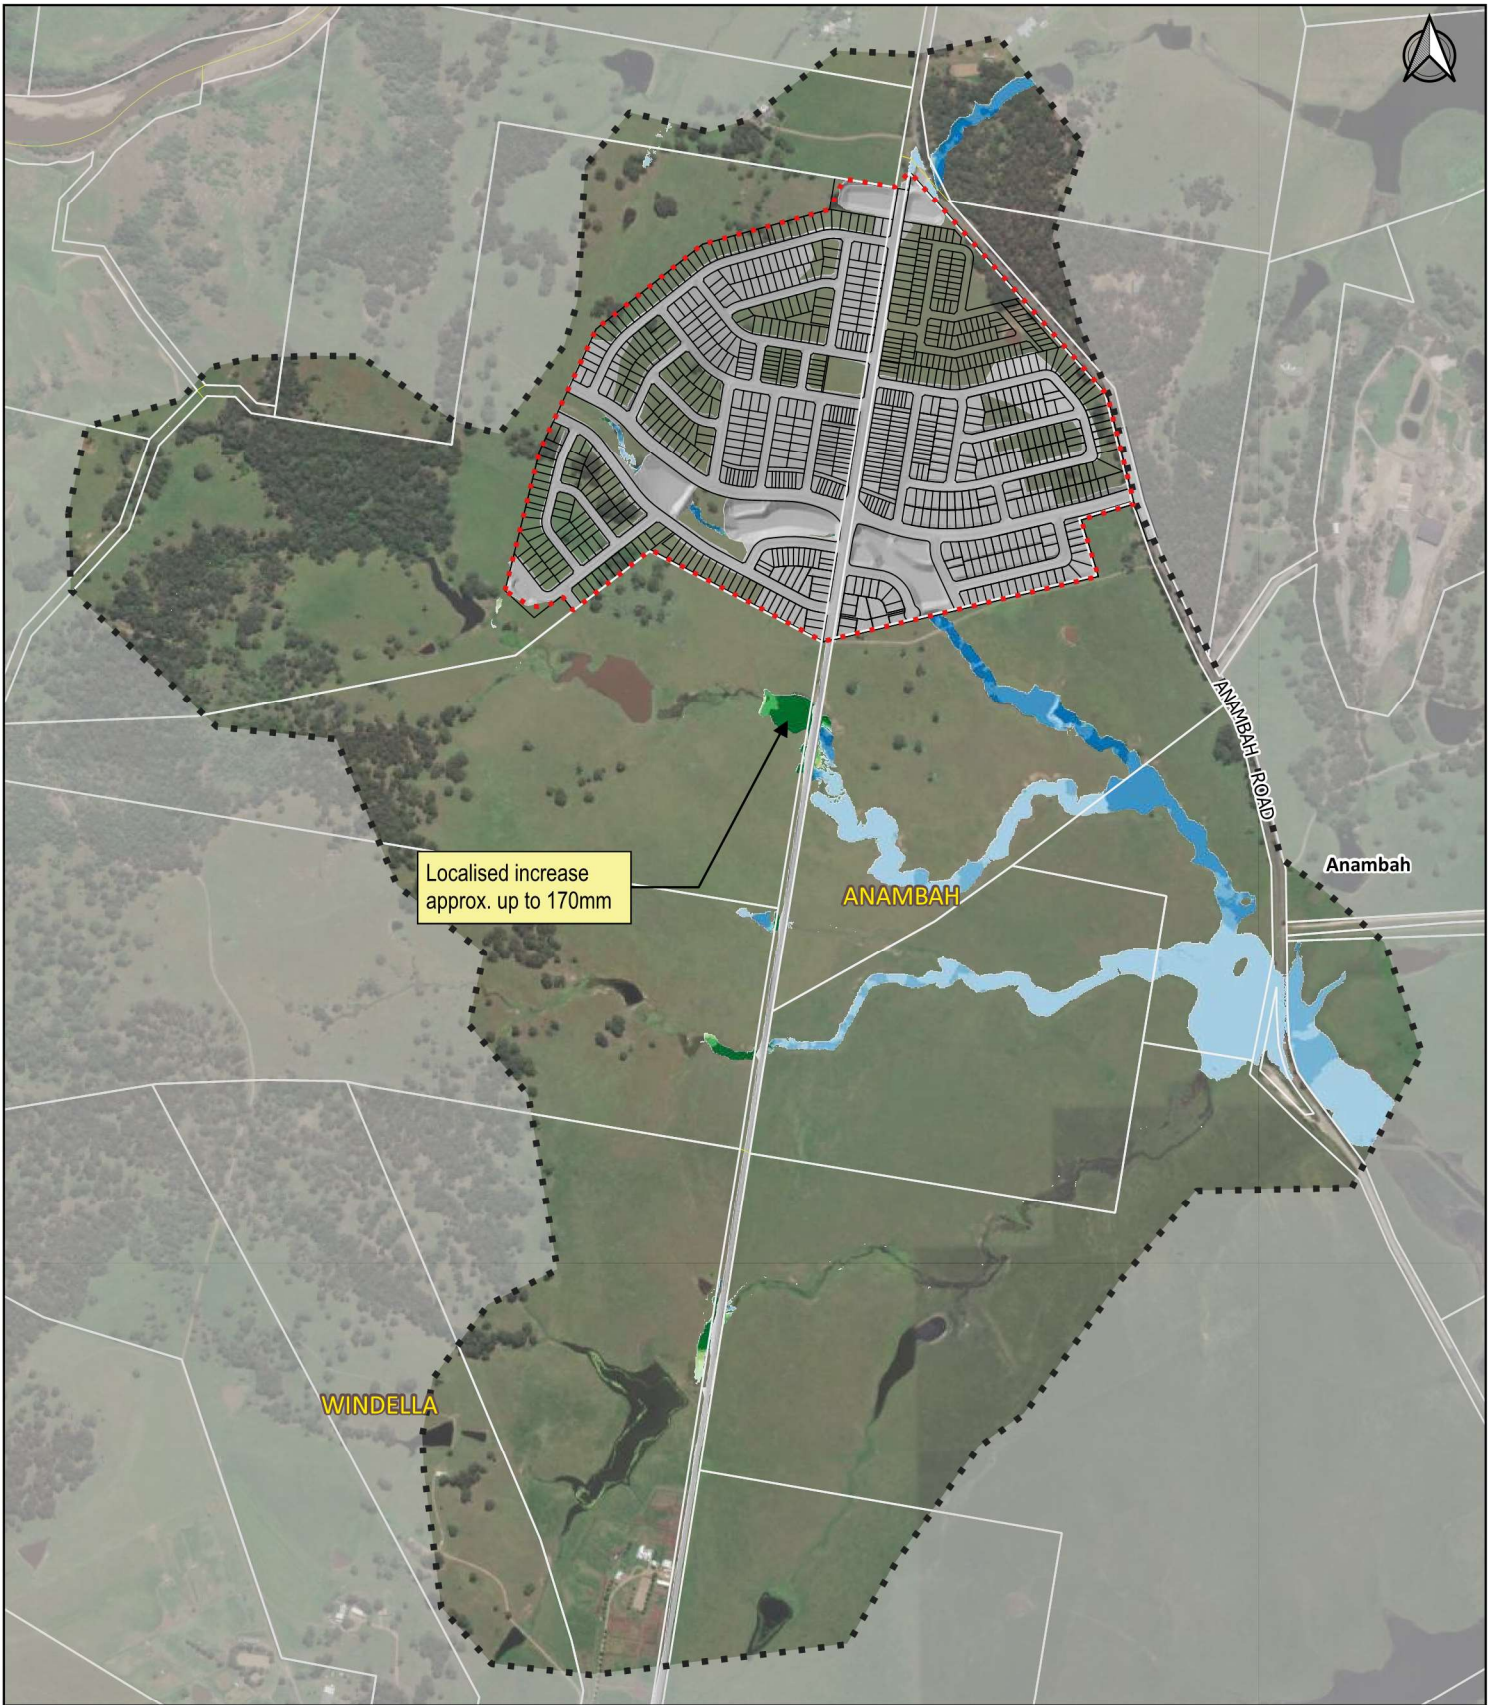 ANAMBAH ROAD
Anambah
Localised increase
approx. up to 170mm
ANAMBAH
WINDELLA